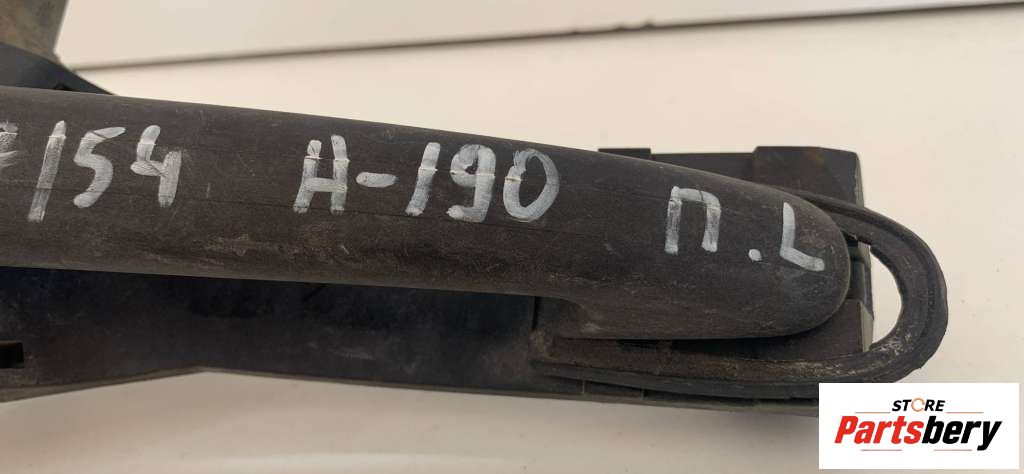 /154 A-190 П.L
STORE
Partsbery